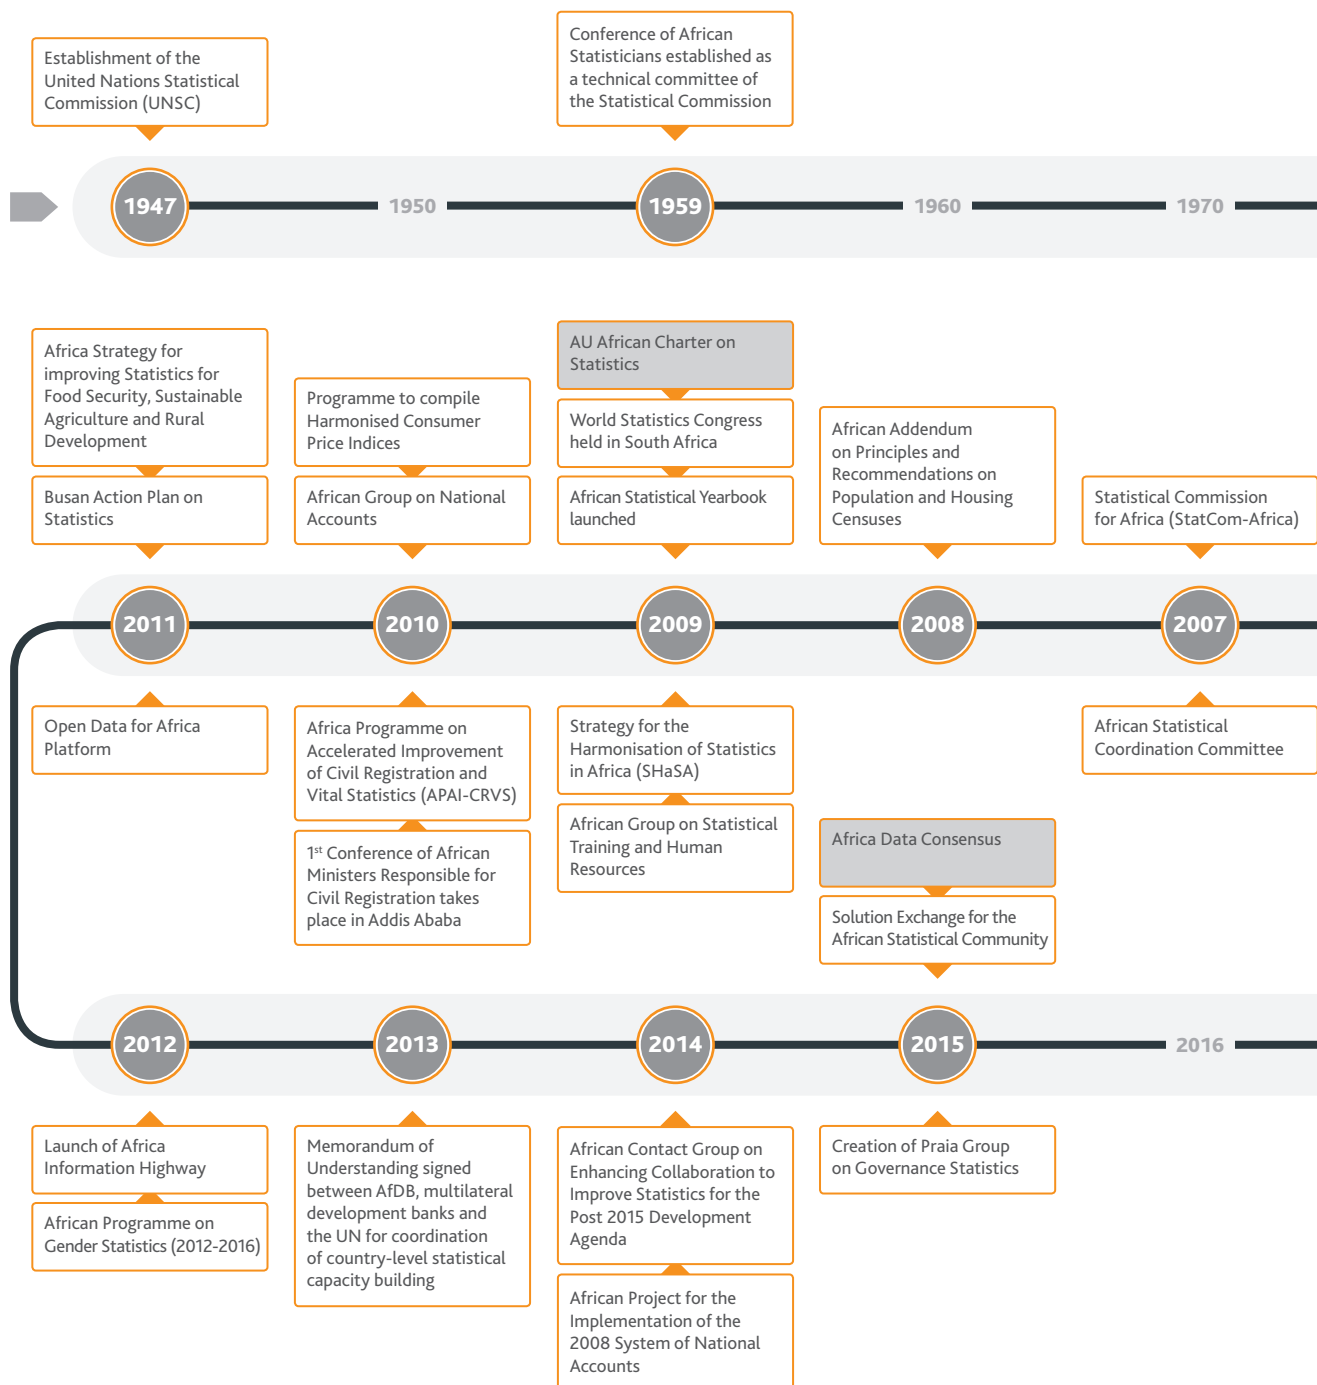 Establishment of the
United Nations Statistical
Commission (UNSC)
Conference of African
Statisticians established as
a technical committee of
the Statistical Commission
1947
1950
1959
1960
1970
Africa Strategy for
improving Statistics for
Food Security, Sustainable
Agriculture and Rural
Development
Busan Action Plan on
Statistics
Programme to compile
Harmonised Consumer
Price Indices
African Group on National
Accounts
AU African Charter on
Statistics
World Statistics Congress
held in South Africa
African Statistical Yearbook
launched
African Addendum
on Principles and
Recommendations on
Population and Housing
Censuses
Statistical Commission
for Africa (StatCom-Africa)
2011
2010
2009
2008
2007
Open Data for Africa
Platform
Africa Programme on
Accelerated Improvement
of Civil Registration and
Vital Statistics (APAI-CRVS)
1st Conference of African
Ministers Responsible for
Civil Registration takes
place in Addis Ababa
Strategy for the
Harmonisation of Statistics
in Africa (SHaSA)
African Group on Statistical
Training and Human
Resources
African Statistical
Coordination Committee
Africa Data Consensus
Solution Exchange for the
African Statistical Community
2012
2013
2014
2015
2016
Launch of Africa
Information Highway
African Programme on
Gender Statistics (2012-2016)
Memorandum of
Understanding signed
between AfDB, multilateral
development banks and
the UN for coordination
of country-level statistical
capacity building
African Contact Group on
Enhancing Collaboration to
Improve Statistics for the
Post 2015 Development
Agenda
African Project for the
Implementation of the
2008 System of National
Accounts
Creation of Praia Group
on Governance Statistics